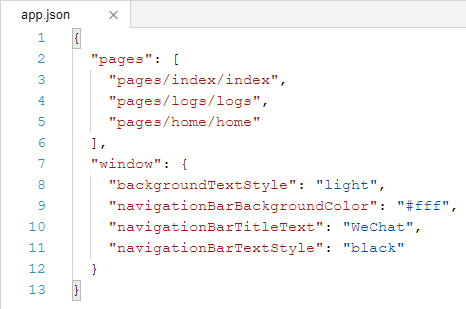 app.json ×
1 {
2 "pages": [
3 "pages/index/index",
4 "pages/logs/logs",
5 "pages/home/home"
6 ],
7 "window": {
8 "backgroundTextStyle": "light",
9 "navigationBarBackgroundColor": "#fff",
10 "navigationBarTitleText": "WeChat",
11 "navigationBarTextStyle": "black"
12 }
13 }